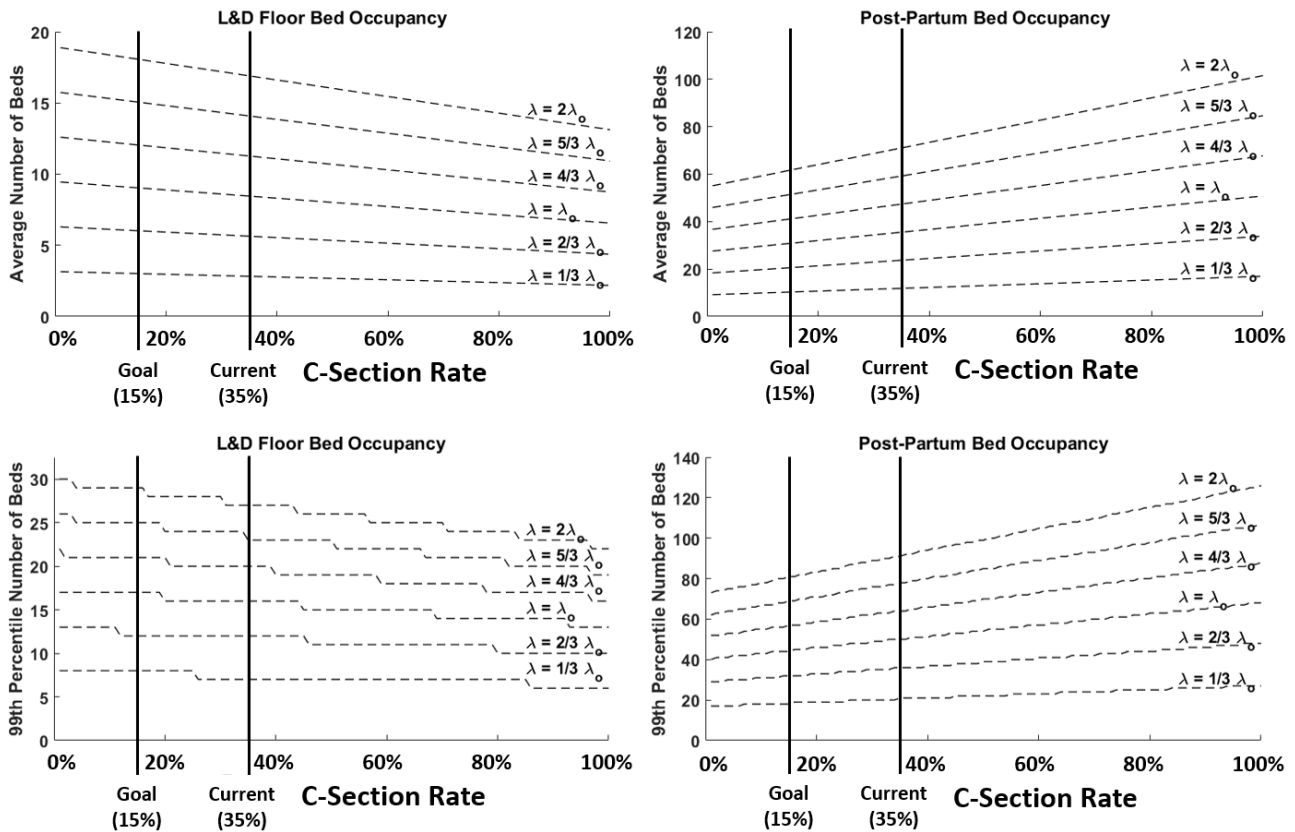 L&D Floor Bed Occupancy
Average Number of Beds
20
15
10
5
0
λ = 2λo
λ = 5/3 λo
λ = 4/3 λo
λ = λo
λ = 2/3 λo
λ = 1/3 λo
0% 20% 40% 60% 80% 100%
Goal
(15%)
Current
(35%)
C-Section Rate
Post-Partum Bed Occupancy
Average Number of Beds
120
100
80
60
40
20
0
λ = 2λo
λ = 5/3 λo
λ = 4/3 λo
λ = λo
λ = 2/3 λo
λ = 1/3 λo
0% 20% 40% 60% 80% 100%
Goal
(15%)
Current
(35%)
C-Section Rate
L&D Floor Bed Occupancy
99th Percentile Number of Beds
30
25
20
15
10
5
0
λ = 2λo
λ = 5/3 λo
λ = 4/3 λo
λ = λo
λ = 2/3 λo
λ = 1/3 λo
0% 20% 40% 60% 80% 100%
Goal
(15%)
Current
(35%)
C-Section Rate
Post-Partum Bed Occupancy
99th Percentile Number of Beds
140
120
100
80
60
40
20
0
λ = 2λo
λ = 5/3 λo
λ = 4/3 λo
λ = λo
λ = 2/3 λo
λ = 1/3 λo
0% 20% 40% 60% 80% 100%
Goal
(15%)
Current
(35%)
C-Section Rate